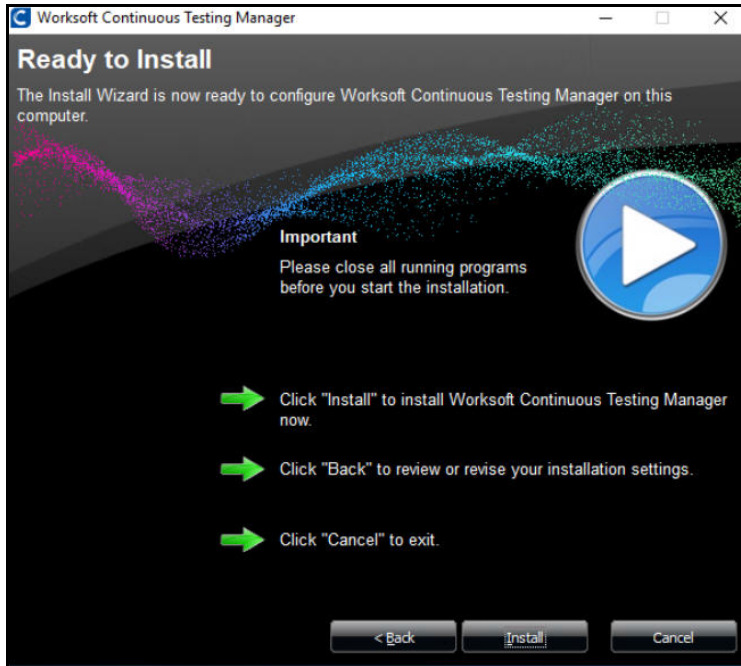 Worksoft Continuous Testing Manager
Ready to Install
The Install Wizard is now ready to configure Worksoft Continuous Testing Manager on this
computer.
Important
Please close all running programs
before you start the installation.
Click "Install" to install Worksoft Continuous Testing Manager
now.
Click "Back" to review or revise your installation settings.
Click "Cancel" to exit.
< Back
Install
Cancel